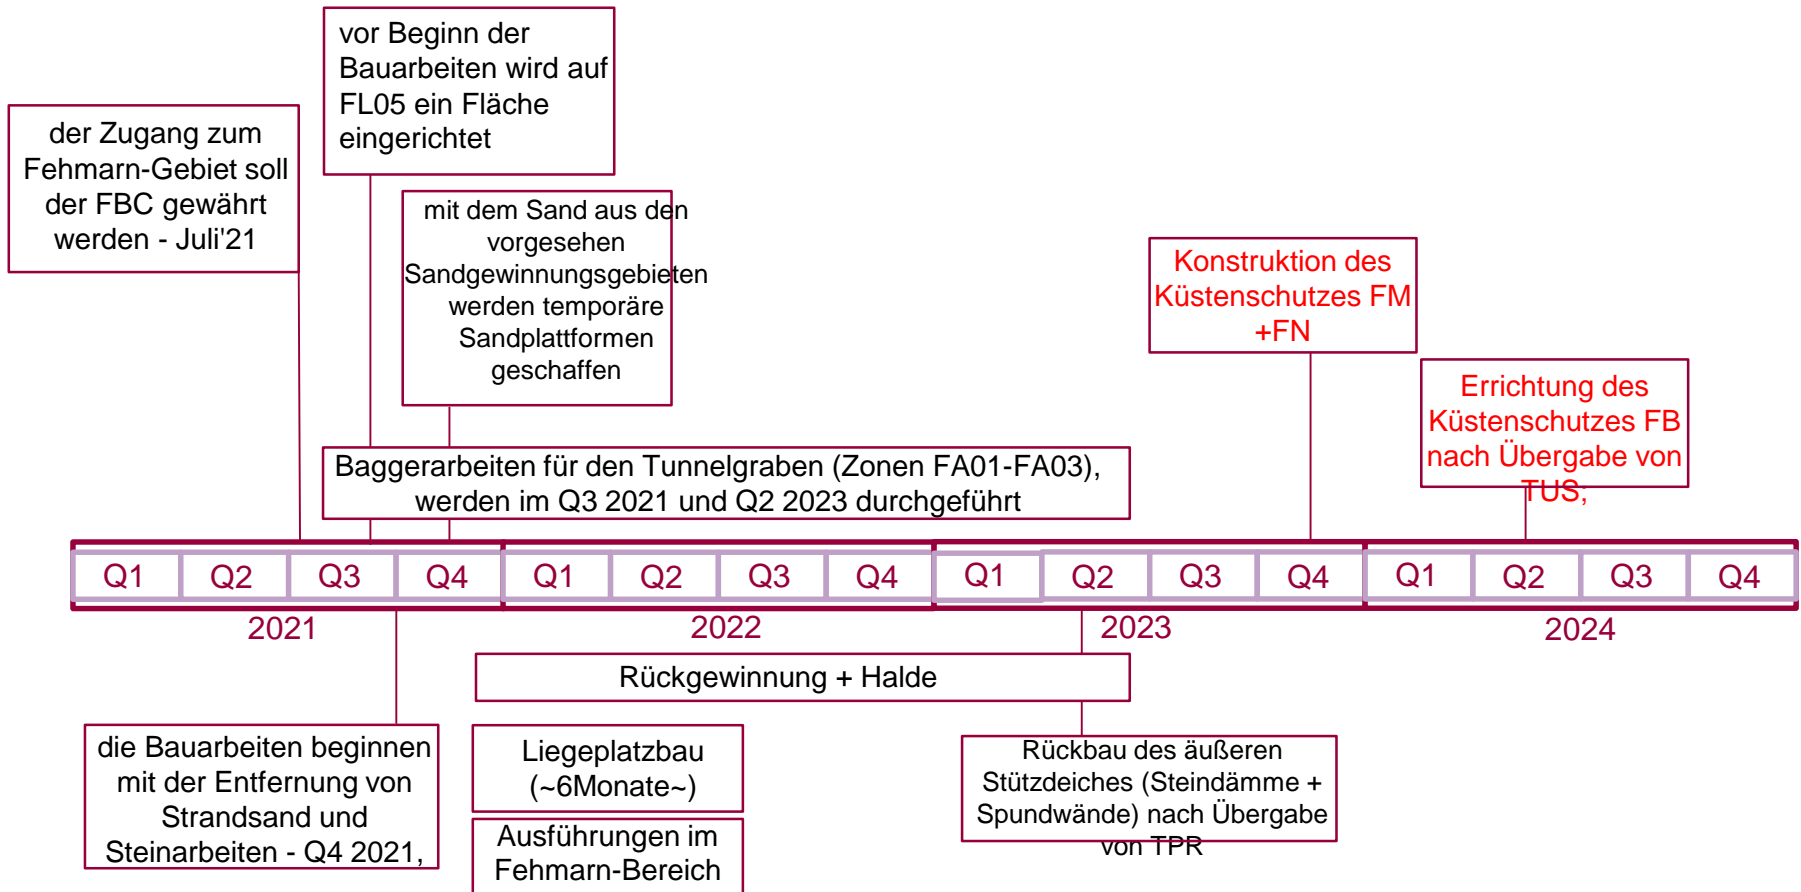 vor Beginn der
Bauarbeiten wird auf
FL05 ein Fläche
eingerichtet
der Zugang zum
Fehmarn-Gebiet soll
der FBC gewährt
werden - Juli'21
mit dem Sand aus den
vorgesehen
Sandgewinnungsgebieten
werden temporäre
Sandplattformen
geschaffen
Konstruktion des
Küstenschutzes FM
+FN
Errichtung des
Küstenschutzes FB
nach Übergabe von
TUS;
Baggerarbeiten für den Tunnelgraben (Zonen FA01-FA03),
werden im Q3 2021 und Q2 2023 durchgeführt
Q1 Q2 Q3 Q4 Q1 Q2 Q3 Q4 Q1 Q2 Q3 Q4 Q1 Q2 Q3 Q4
2021 2022 2023 2024
Rückgewinnung + Halde
die Bauarbeiten beginnen
mit der Entfernung von
Strandsand und
Steinarbeiten - Q4 2021,
Liegeplatzbau
(~6Monate~)
Ausführungen im
Fehmarn-Bereich
Rückbau des äußeren
Stützdeiches (Steindämme +
Spundwände) nach Übergabe
von TPR